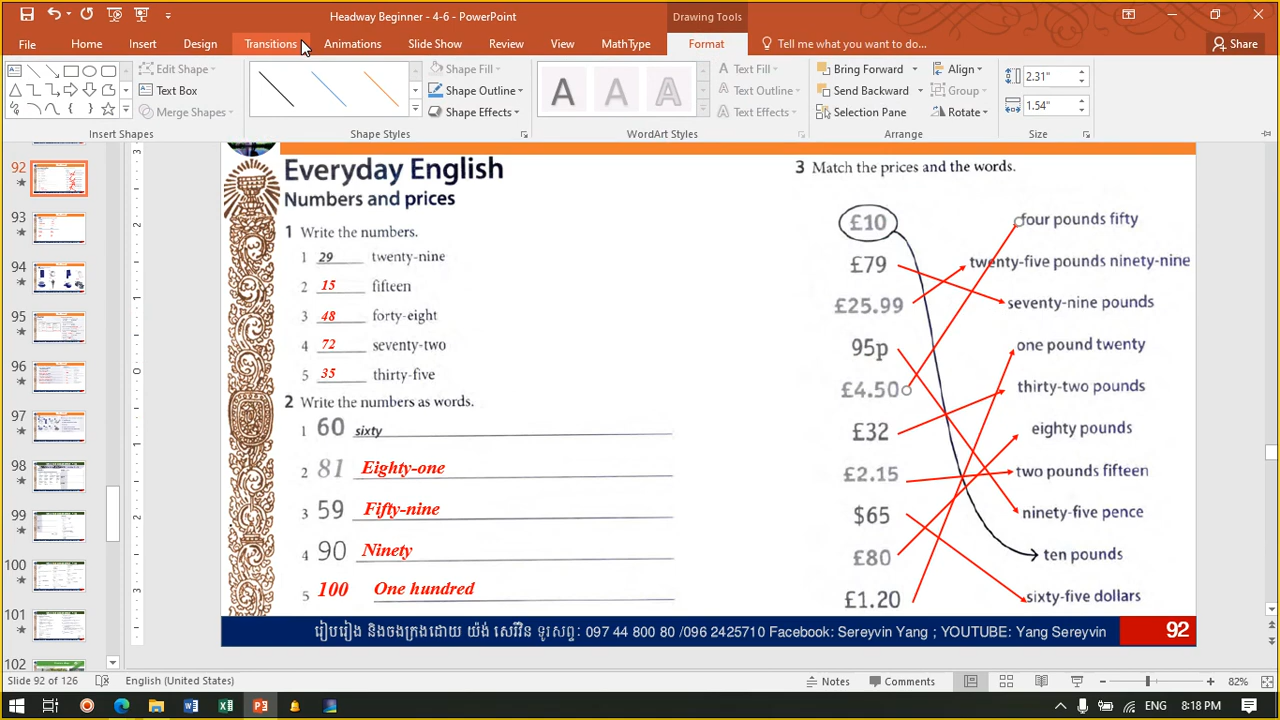 Headway Beginner - 4-6 - PowerPoint
Drawing Tools
File Home Insert Design Transitions Animations Slide Show Review View MathType Format Tell me what you want to do... Share
Edit Shape
Text Box
Merge Shapes
Insert Shapes
Shape Fill
Shape Outline
Shape Effects
Shape Styles
A A A
Text Fill
Text Outline
Text Effects
WordArt Styles
Bring Forward
Send Backward
Selection Pane
Align
Group
Rotate
Arrange
2.31"
1.54"
Size
92
93
94
95
96
97
98
99
100
101
102
Everyday English
Numbers and prices
1 Write the numbers.
1 29 twenty-nine
2 15 fifteen
3 48 forty-eight
4 72 seventy-two
5 35 thirty-five
2 Write the numbers as words.
1 60 sixty
2 81 Eighty-one
3 59 Fifty-nine
4 90 Ninety
5 100 One hundred
3 Match the prices and the words.
£10 four pounds fifty
£79 twenty-five pounds ninety-nine
£25.99 seventy-nine pounds
95p one pound twenty
£4.50 thirty-two pounds
£32 eighty pounds
£2.15 two pounds fifteen
$65 ninety-five pence
£80 ten pounds
£1.20 sixty-five dollars
រៀបរៀង និងចងក្រងដោយ យ៉ង់ សេរីវិន ទូរសព្ទ: 097 44 800 80 /096 2425710 Facebook: Sereyvin Yang ; YOUTUBE: Yang Sereyvin 92
Slide 92 of 126 English (United States) Notes Comments 82%
ENG 8:18 PM